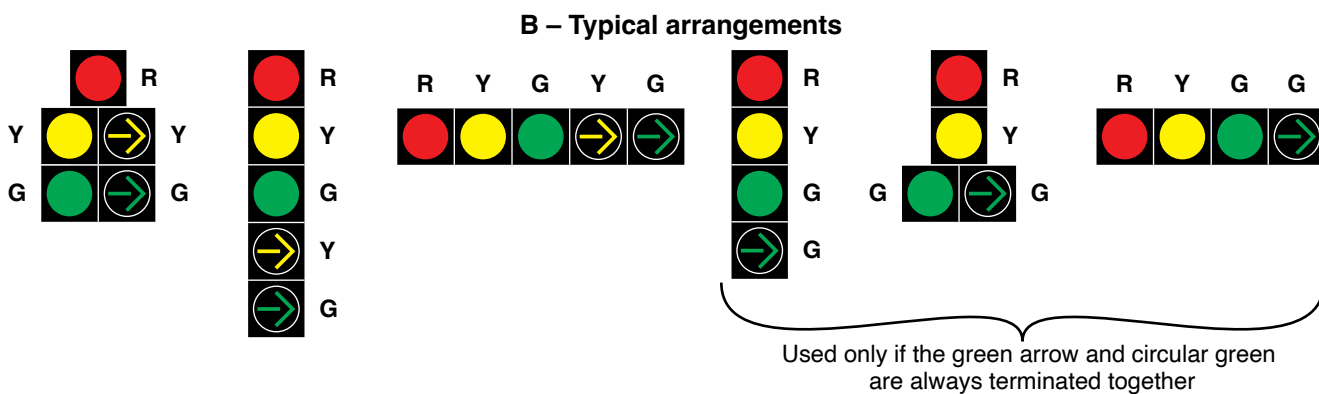 B – Typical arrangements
R
Y Y
G G
R
Y
G
Y
G
R Y G Y G
R
Y
G
G
R
Y
G G
R Y G G
Used only if the green arrow and circular green
are always terminated together